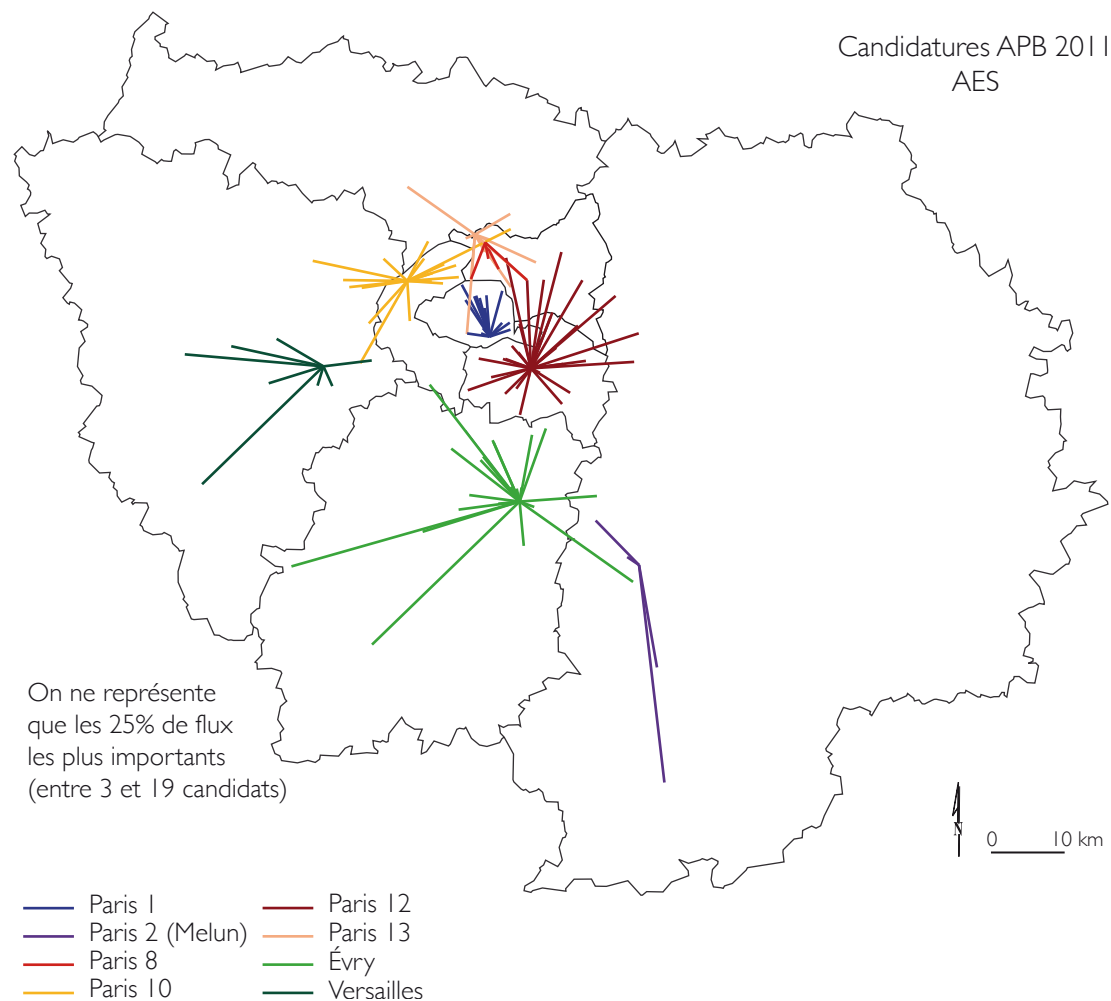 Candidatures APB 2011
AES
On ne représente
que les 25% de flux
les plus importants
(entre 3 et 19 candidats)
N
0 10 km
Paris 1
Paris 2 (Melun)
Paris 8
Paris 10
Paris 12
Paris 13
Évry
Versailles